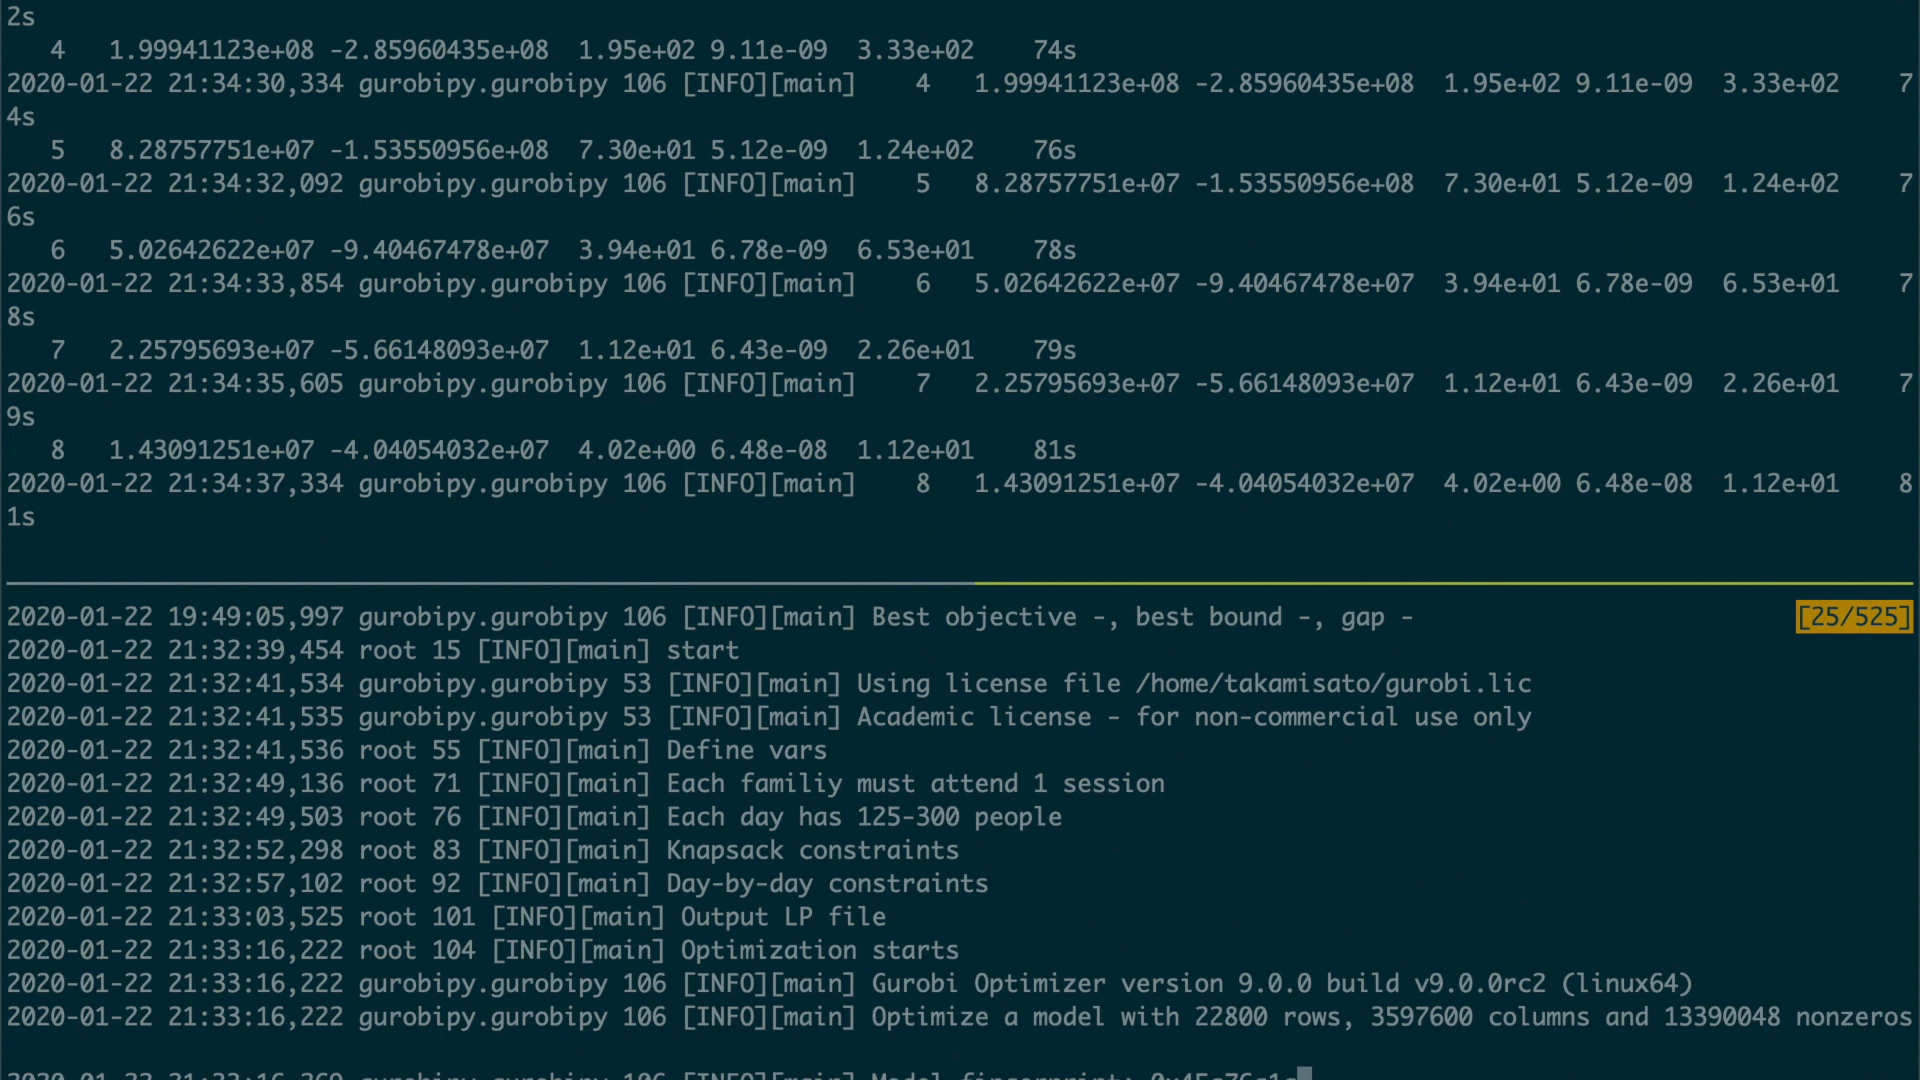 2s
4 1.99941123e+08 -2.85960435e+08 1.95e+02 9.11e-09 3.33e+02 74s
2020-01-22 21:34:30,334 gurobipy.gurobipy 106 [INFO][main] 4 1.99941123e+08 -2.85960435e+08 1.95e+02 9.11e-09 3.33e+02 7
4s
5 8.28757751e+07 -1.53550956e+08 7.30e+01 5.12e-09 1.24e+02 76s
2020-01-22 21:34:32,092 gurobipy.gurobipy 106 [INFO][main] 5 8.28757751e+07 -1.53550956e+08 7.30e+01 5.12e-09 1.24e+02 7
6s
6 5.02642622e+07 -9.40467478e+07 3.94e+01 6.78e-09 6.53e+01 78s
2020-01-22 21:34:33,854 gurobipy.gurobipy 106 [INFO][main] 6 5.02642622e+07 -9.40467478e+07 3.94e+01 6.78e-09 6.53e+01 7
8s
7 2.25795693e+07 -5.66148093e+07 1.12e+01 6.43e-09 2.26e+01 79s
2020-01-22 21:34:35,605 gurobipy.gurobipy 106 [INFO][main] 7 2.25795693e+07 -5.66148093e+07 1.12e+01 6.43e-09 2.26e+01 7
9s
8 1.43091251e+07 -4.04054032e+07 4.02e+00 6.48e-08 1.12e+01 81s
2020-01-22 21:34:37,334 gurobipy.gurobipy 106 [INFO][main] 8 1.43091251e+07 -4.04054032e+07 4.02e+00 6.48e-08 1.12e+01 8
1s
2020-01-22 19:49:05,997 gurobipy.gurobipy 106 [INFO][main] Best objective -, best bound -, gap - [25/525]
2020-01-22 21:32:39,454 root 15 [INFO][main] start
2020-01-22 21:32:41,534 gurobipy.gurobipy 53 [INFO][main] Using license file /home/takamisato/gurobi.lic
2020-01-22 21:32:41,535 gurobipy.gurobipy 53 [INFO][main] Academic license - for non-commercial use only
2020-01-22 21:32:41,536 root 55 [INFO][main] Define vars
2020-01-22 21:32:49,136 root 71 [INFO][main] Each familiy must attend 1 session
2020-01-22 21:32:49,503 root 76 [INFO][main] Each day has 125-300 people
2020-01-22 21:32:52,298 root 83 [INFO][main] Knapsack constraints
2020-01-22 21:32:57,102 root 92 [INFO][main] Day-by-day constraints
2020-01-22 21:33:03,525 root 101 [INFO][main] Output LP file
2020-01-22 21:33:16,222 root 104 [INFO][main] Optimization starts
2020-01-22 21:33:16,222 gurobipy.gurobipy 106 [INFO][main] Gurobi Optimizer version 9.0.0 build v9.0.0rc2 (linux64)
2020-01-22 21:33:16,222 gurobipy.gurobipy 106 [INFO][main] Optimize a model with 22800 rows, 3597600 columns and 13390048 nonzeros
gurobipy.gurobipy 106 [INFO][main] Model fingerprint: